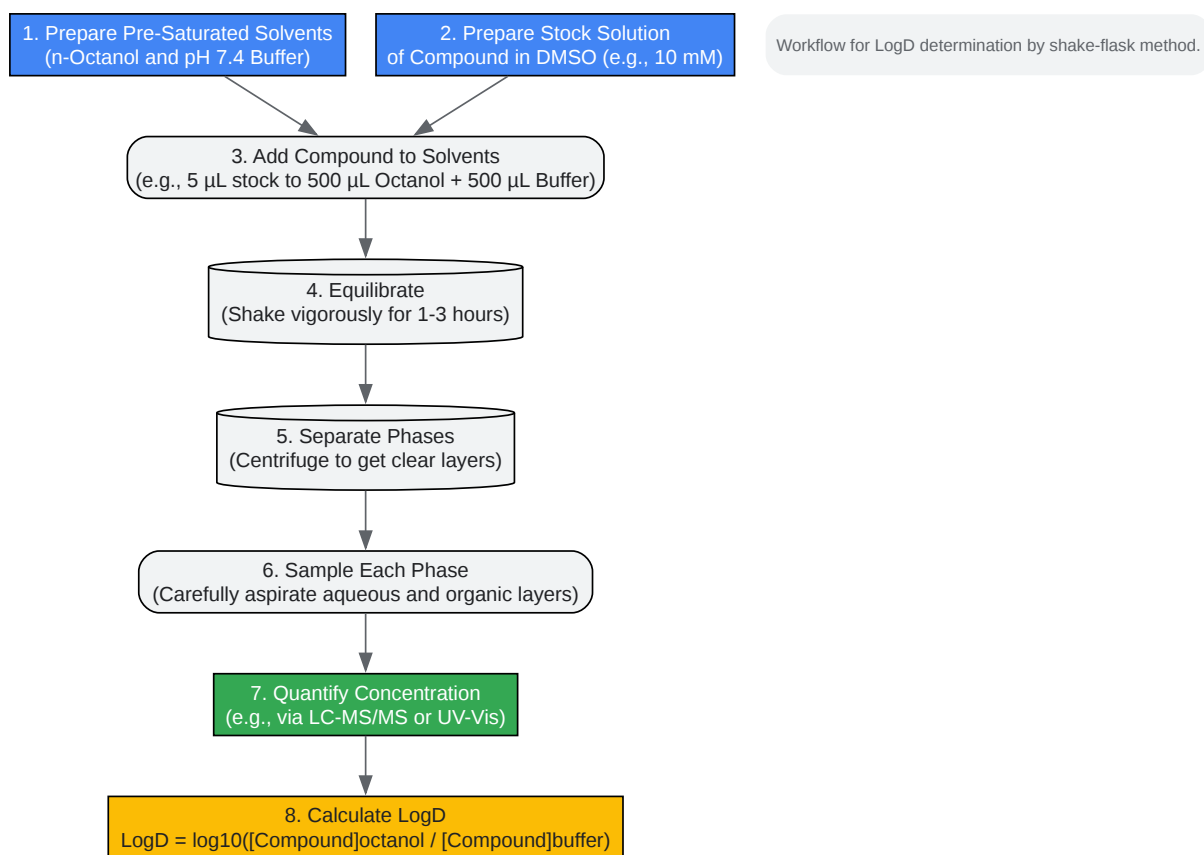 1. Prepare Pre-Saturated Solvents
(n-Octanol and pH 7.4 Buffer)
2. Prepare Stock Solution
of Compound in DMSO (e.g., 10 mM)
Workflow for LogD determination by shake-flask method.
3. Add Compound to Solvents
(e.g., 5 µL stock to 500 µL Octanol + 500 µL Buffer)
4. Equilibrate
(Shake vigorously for 1-3 hours)
5. Separate Phases
(Centrifuge to get clear layers)
6. Sample Each Phase
(Carefully aspirate aqueous and organic layers)
7. Quantify Concentration
(e.g., via LC-MS/MS or UV-Vis)
8. Calculate LogD
LogD = log10([Compound]octanol / [Compound]buffer)